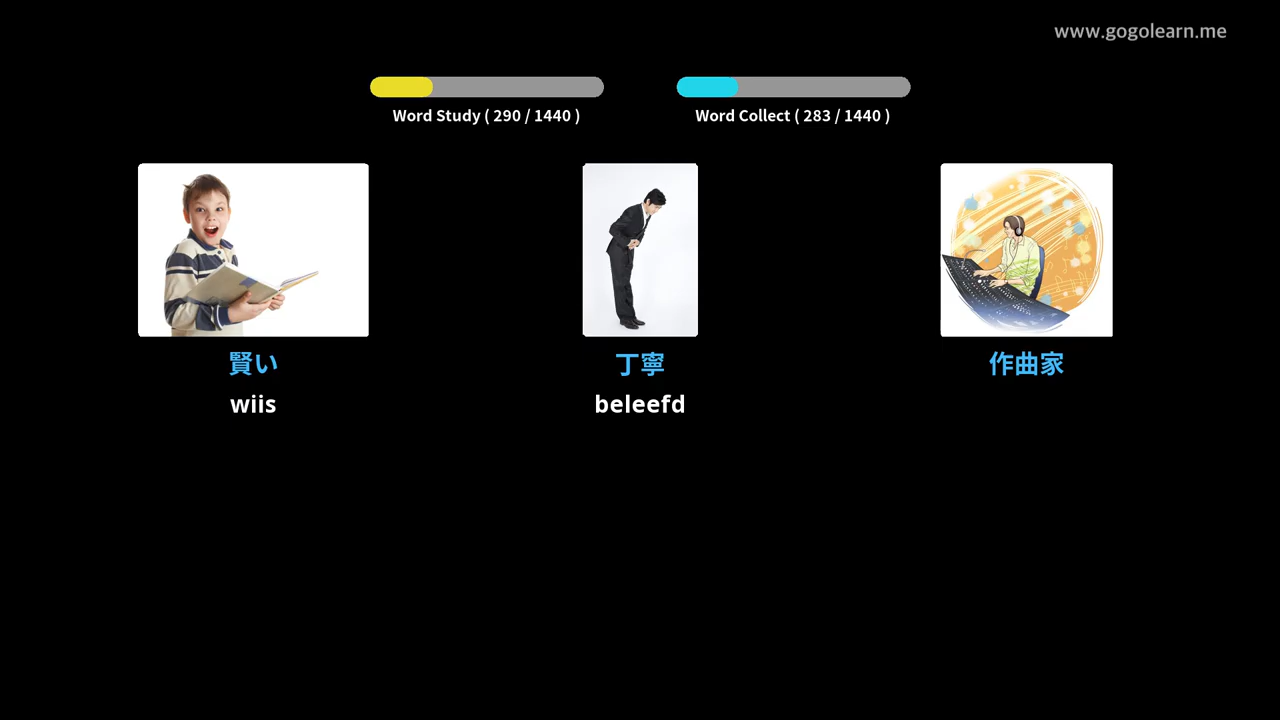 www.gogolearn.me
Word Study ( 290 / 1440 )
Word Collect ( 283 / 1440 )
賢い
丁寧
作曲家
wiis
beleefd